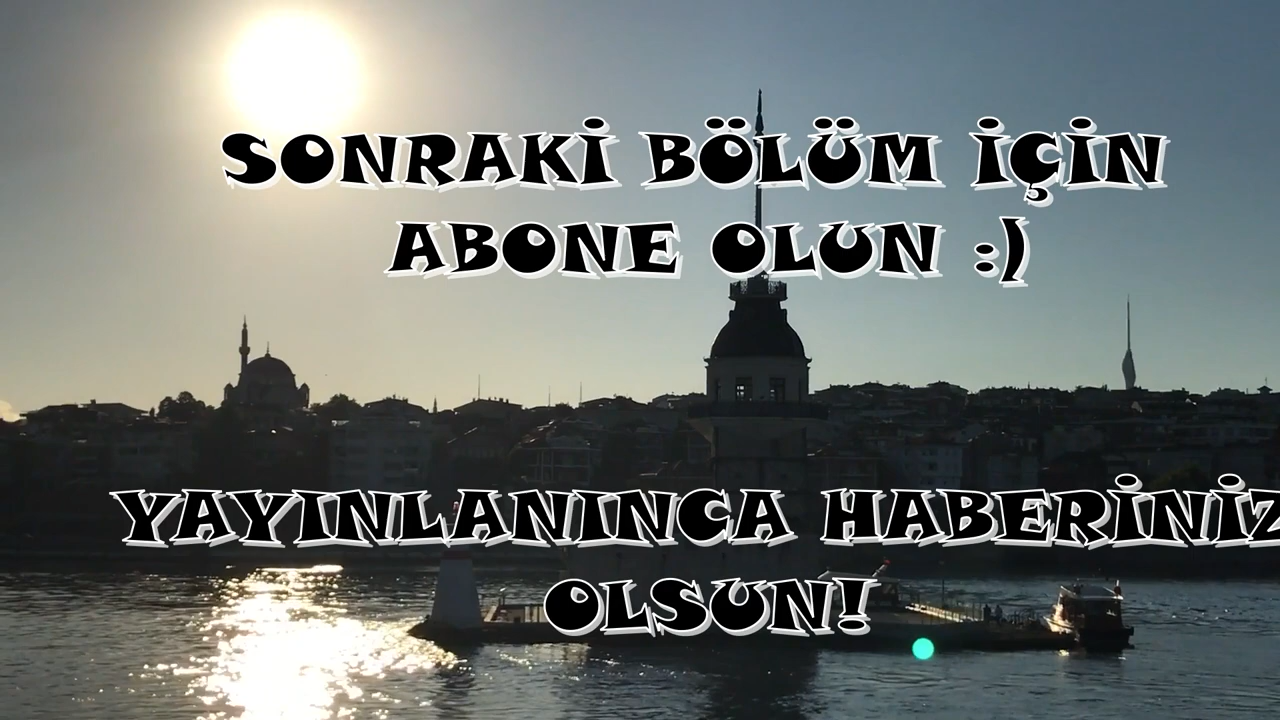 SONRAKİ BÖLÜM İÇİN
ABONE OLUN :)
YAYINLANINCA HABERİNİZ
OLSUN!